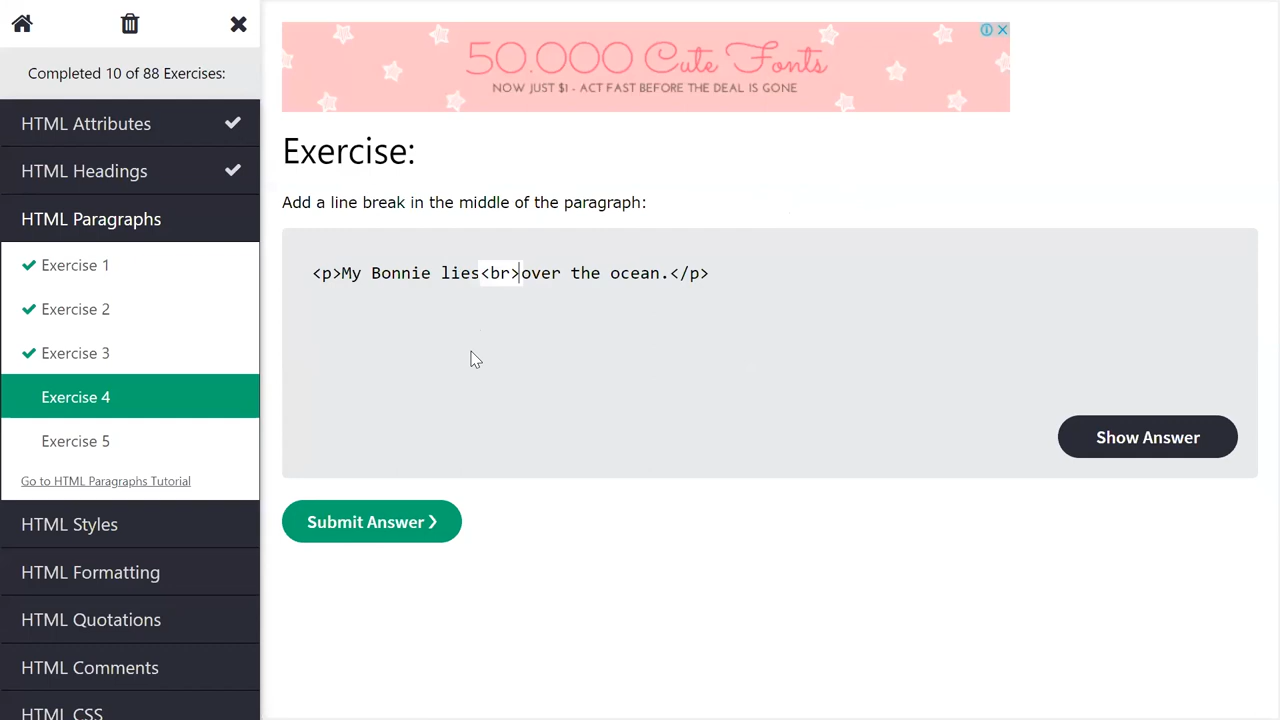 Completed 10 of 88 Exercises:
HTML Attributes
HTML Headings
HTML Paragraphs
Exercise 1
Exercise 2
Exercise 3
Exercise 4
Exercise 5
Go to HTML Paragraphs Tutorial
HTML Styles
HTML Formatting
HTML Quotations
HTML Comments
HTML CSS
50.000 Cute Fonts
NOW JUST $1 - ACT FAST BEFORE THE DEAL IS GONE
Exercise:
Add a line break in the middle of the paragraph:
<p>My Bonnie lies<br>over the ocean.</p>
Show Answer
Submit Answer ❯